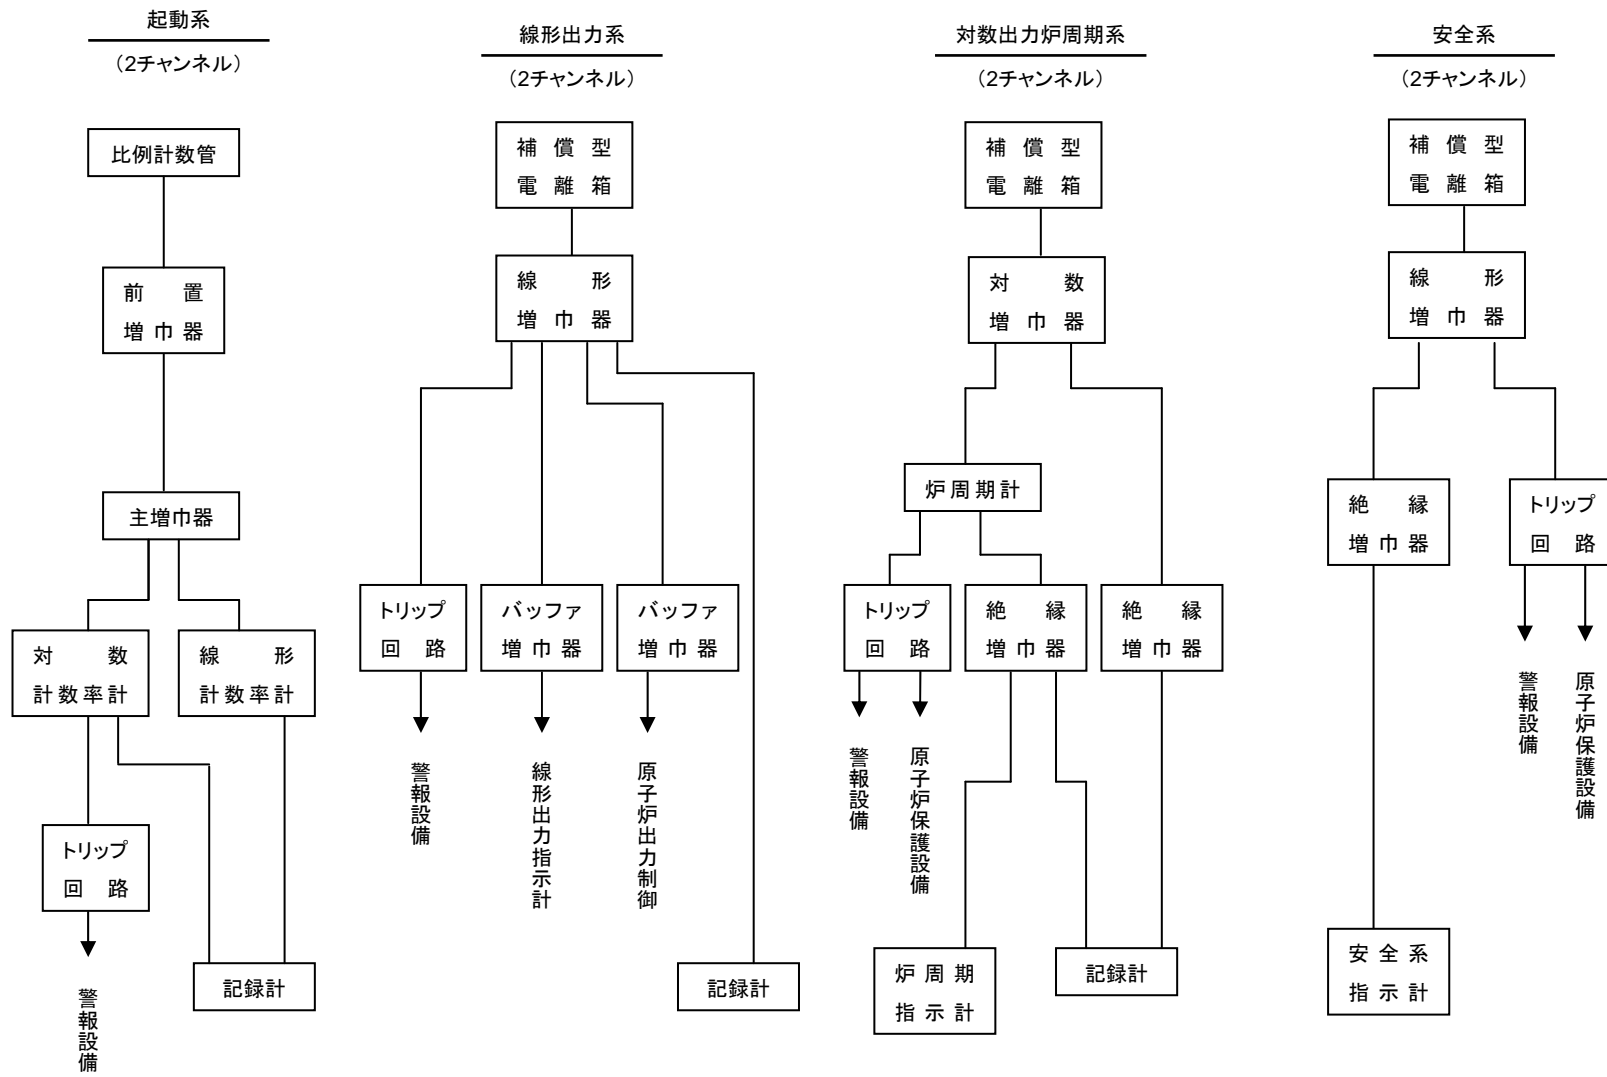 起動系
（2チャンネル）
比例計数管
前置
増巾器
主増巾器
対数
計数率計
線形
計数率計
トリップ
回路
警報設備
記録計
線形出力系
（2チャンネル）
補償型
電離箱
線形
増巾器
トリップ
回路
バッファ
増巾器
バッファ
増巾器
警報設備
線形出力指示計
原子炉出力制御
記録計
対数出力炉周期系
（2チャンネル）
補償型
電離箱
対数
増巾器
炉周期計
トリップ
回路
絶縁
増巾器
絶縁
増巾器
警報設備
原子炉保護設備
炉周期
指示計
記録計
安全系
（2チャンネル）
補償型
電離箱
線形
増巾器
絶縁
増巾器
トリップ
回路
警報設備
原子炉保護設備
安全系
指示計